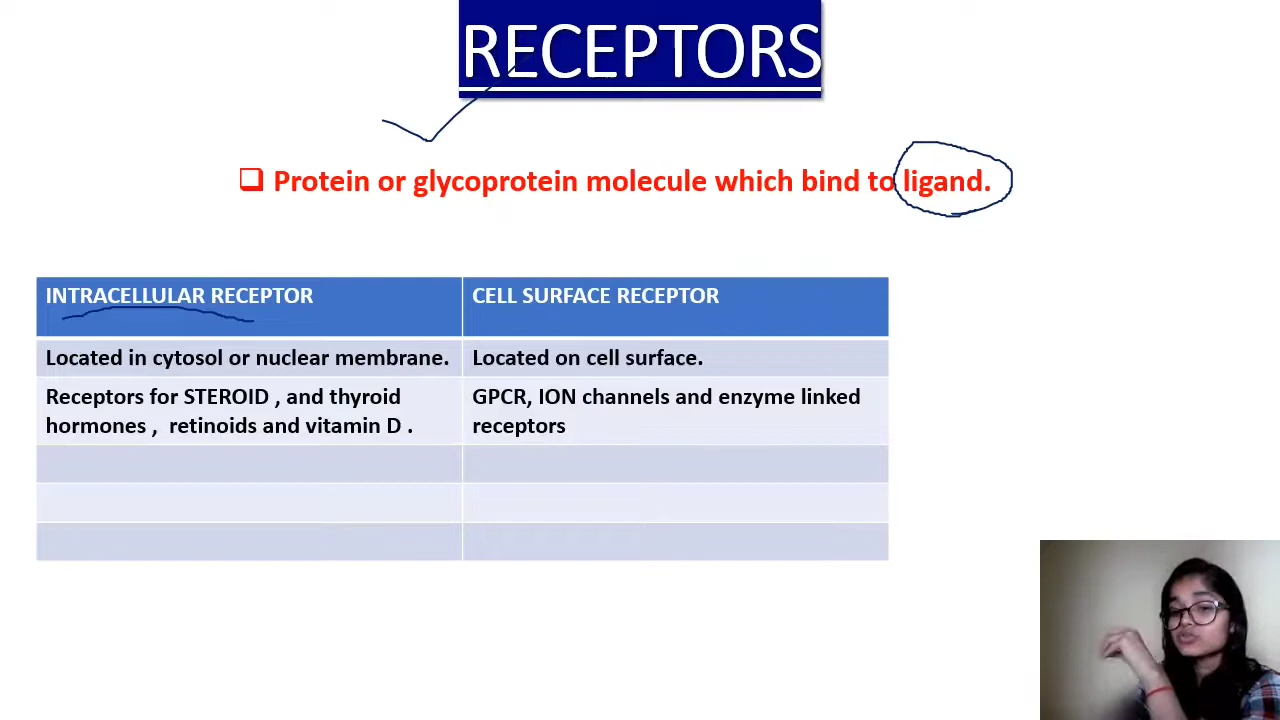 RECEPTORS
Protein or glycoprotein molecule which bind to ligand.
INTRACELLULAR RECEPTOR
CELL SURFACE RECEPTOR
Located in cytosol or nuclear membrane.
Located on cell surface.
Receptors for STEROID , and thyroid
hormones ,  retinoids and vitamin D .
GPCR, ION channels and enzyme linked
receptors